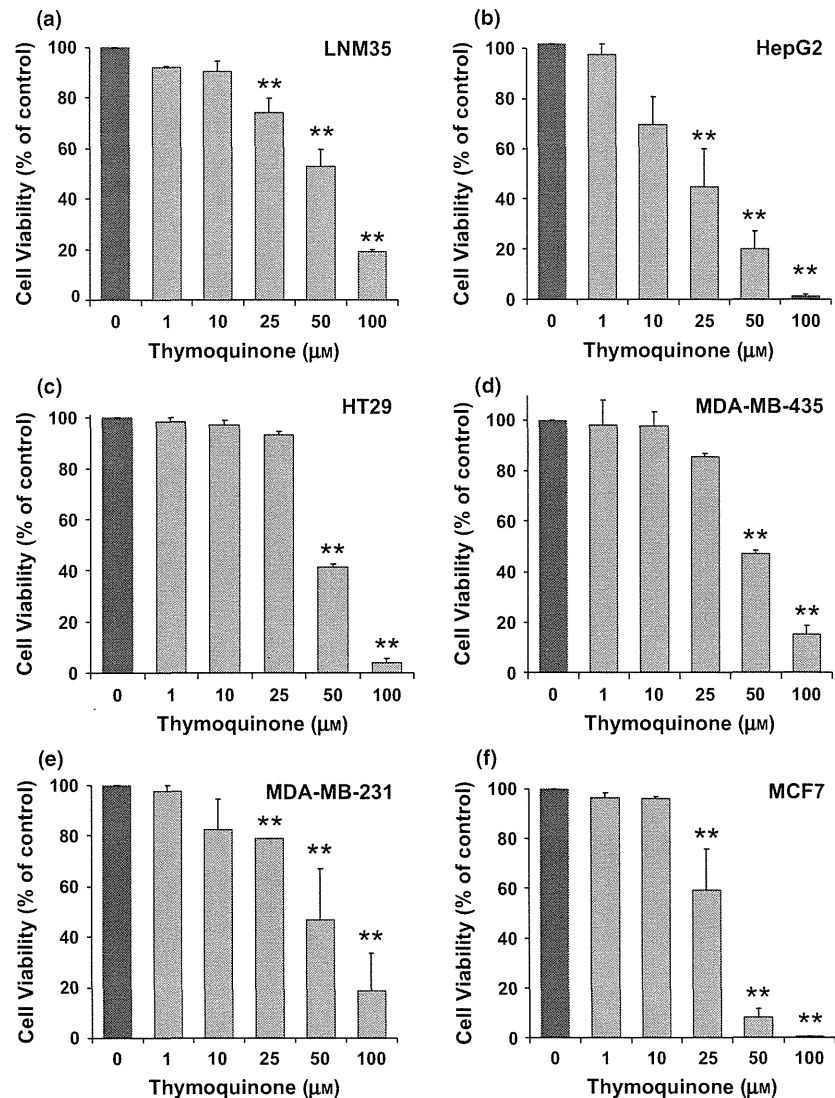 (a)
LNM35
Cell Viability (% of control)
100
80
60
40
20
0
**
**
**
0 1 10 25 50 100
Thymoquinone (μM)
(b)
HepG2
Cell Viability (% of control)
100
80
60
40
20
0
**
**
**
0 1 10 25 50 100
Thymoquinone (μM)
(c)
HT29
Cell Viability (% of control)
100
80
60
40
20
0
**
**
0 1 10 25 50 100
Thymoquinone (μM)
(d)
MDA-MB-435
Cell Viability (% of control)
100
80
60
40
20
0
**
**
0 1 10 25 50 100
Thymoquinone (μM)
(e)
MDA-MB-231
Cell Viability (% of control)
100
80
60
40
20
0
**
**
**
0 1 10 25 50 100
Thymoquinone (μM)
(f)
MCF7
Cell Viability (% of control)
100
80
60
40
20
0
**
**
**
0 1 10 25 50 100
Thymoquinone (μM)